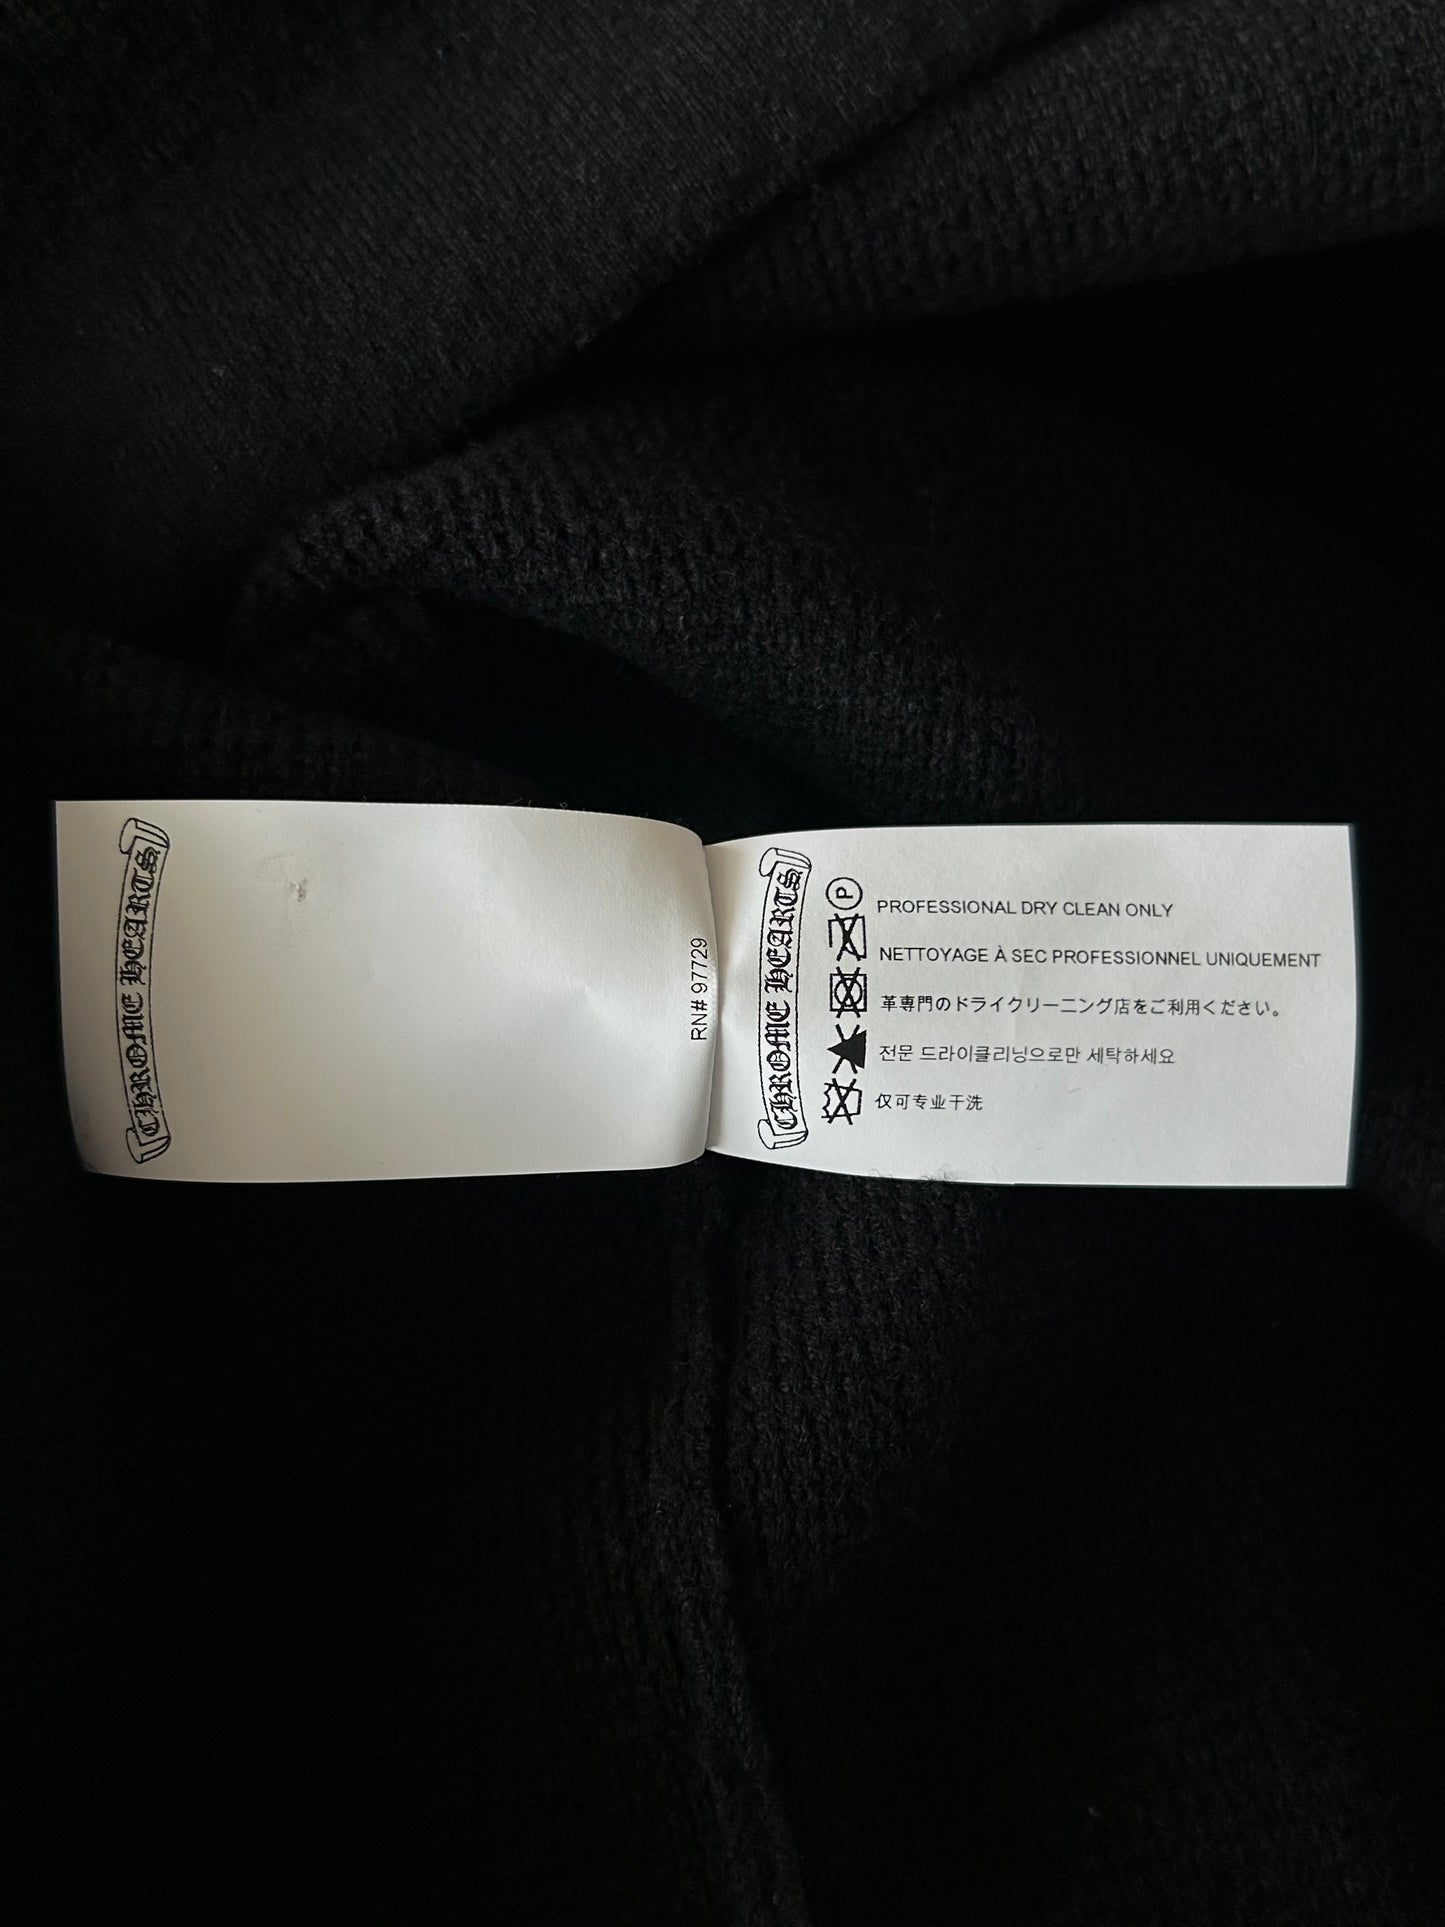 CHROME HEARTS
RN# 97729
CHROME HEARTS
P
PROFESSIONAL DRY CLEAN ONLY
NETTOYAGE À SEC PROFESSIONNEL UNIQUEMENT
革専門のドライクリーニング店をご利用ください。
전문 드라이클리닝으로만 세탁하세요
仅可专业干洗